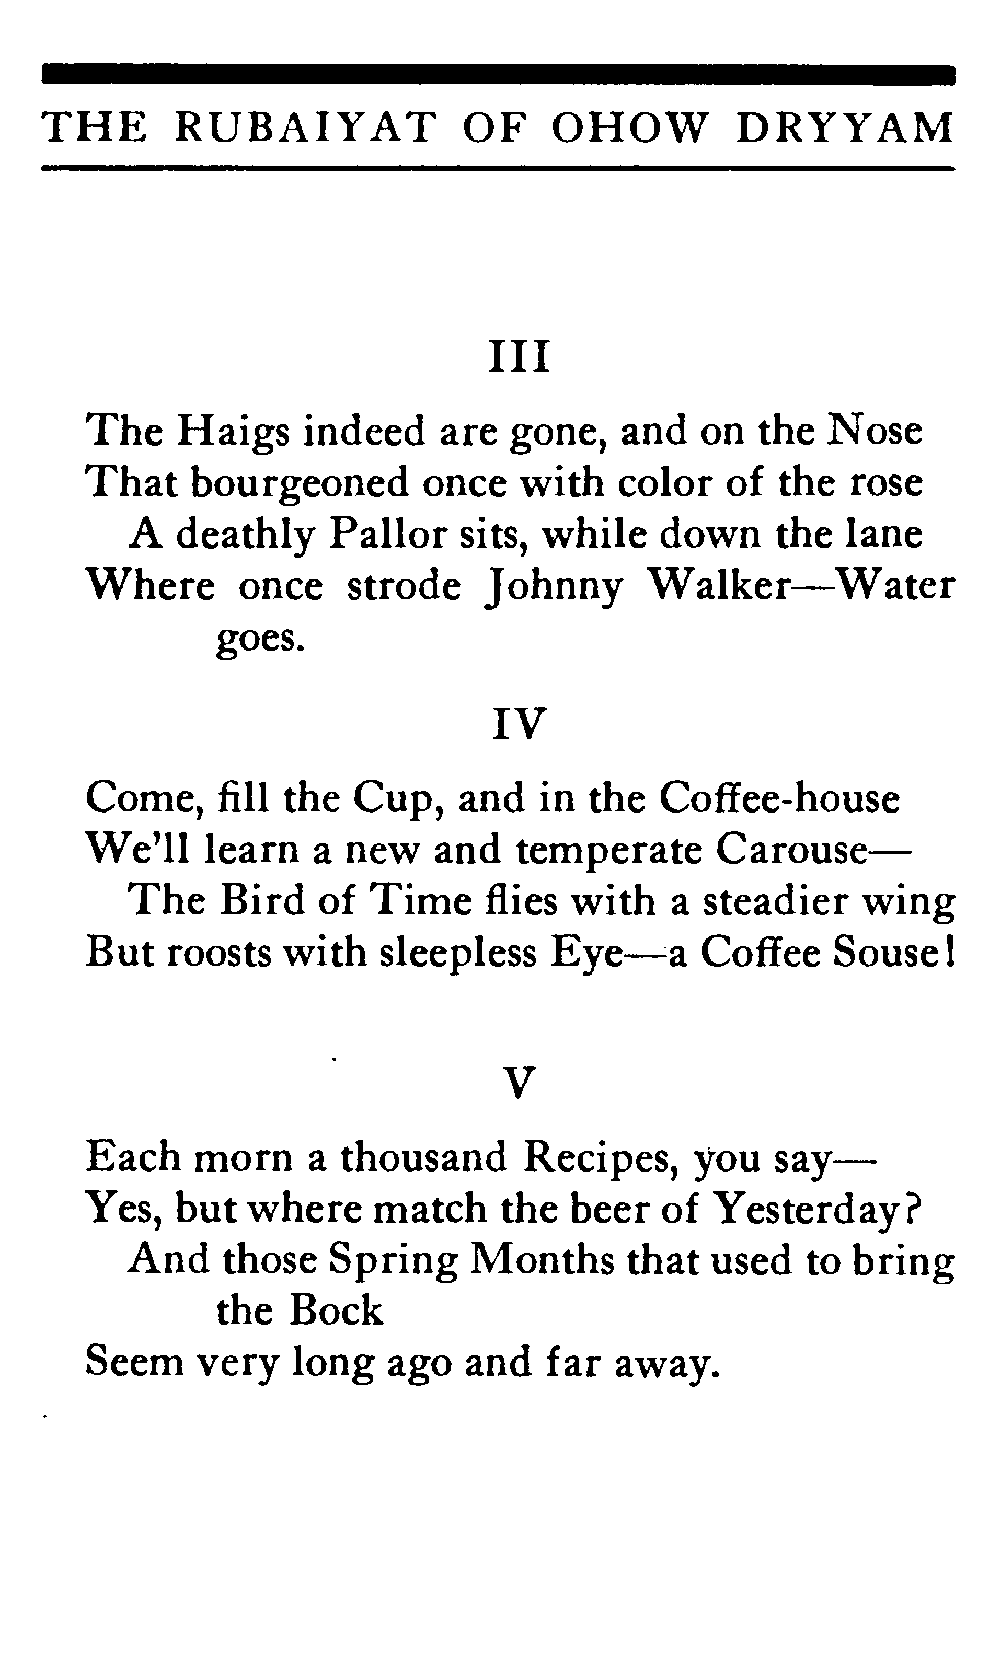 THE RUBAIYAT OF OHOW DRYYAM
III
The Haigs indeed are gone, and on the Nose
That bourgeoned once with color of the rose
A deathly Pallor sits, while down the lane
Where once strode Johnny Walker—Water
goes.
IV
Come, fill the Cup, and in the Coffee-house
We'll learn a new and temperate Carouse—
The Bird of Time flies with a steadier wing
But roosts with sleepless Eye—a Coffee Souse!
V
Each morn a thousand Recipes, you say—
Yes, but where match the beer of Yesterday?
And those Spring Months that used to bring
the Bock
Seem very long ago and far away.